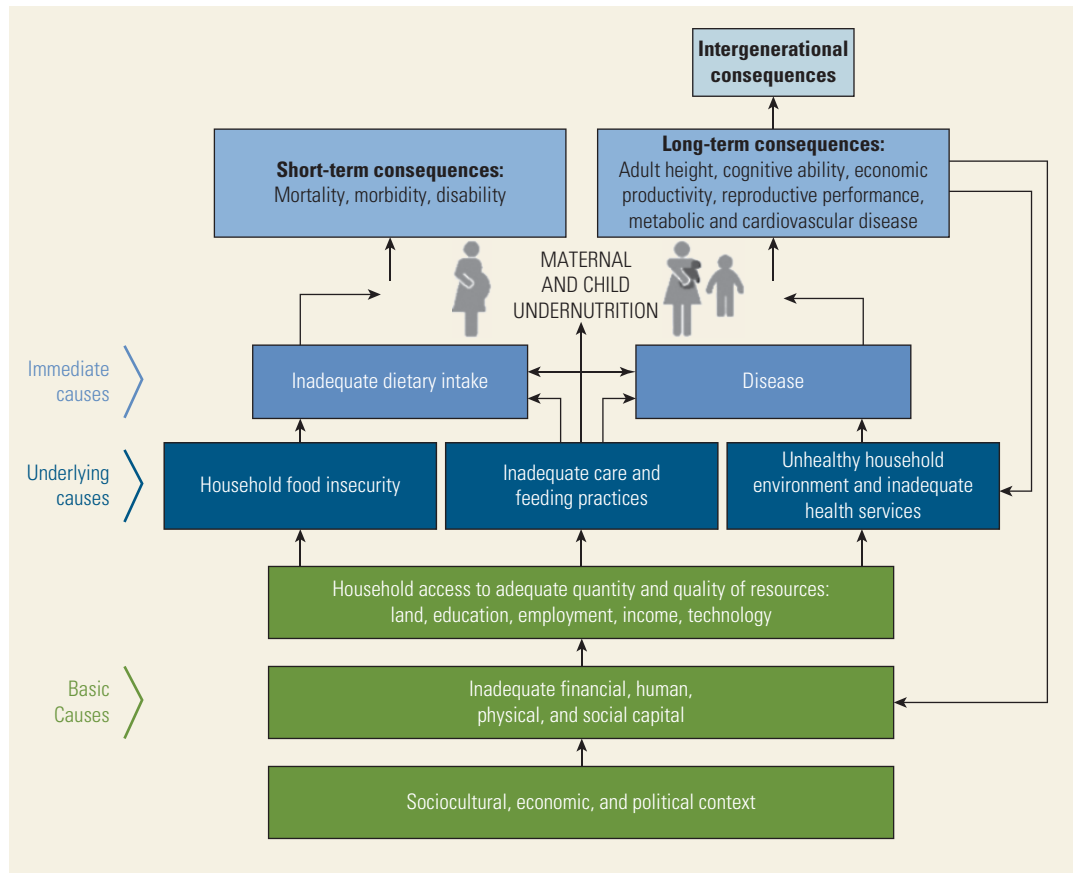 Intergenerational
consequences
Short-term consequences:
Mortality, morbidity, disability
Long-term consequences:
Adult height, cognitive ability, economic
productivity, reproductive performance,
metabolic and cardiovascular disease
MATERNAL
AND CHILD
UNDERNUTRITION
Immediate
causes
Inadequate dietary intake
Disease
Underlying
causes
Household food insecurity
Inadequate care and
feeding practices
Unhealthy household
environment and inadequate
health services
Household access to adequate quantity and quality of resources:
land, education, employment, income, technology
Basic
Causes
Inadequate financial, human,
physical, and social capital
Sociocultural, economic, and political context